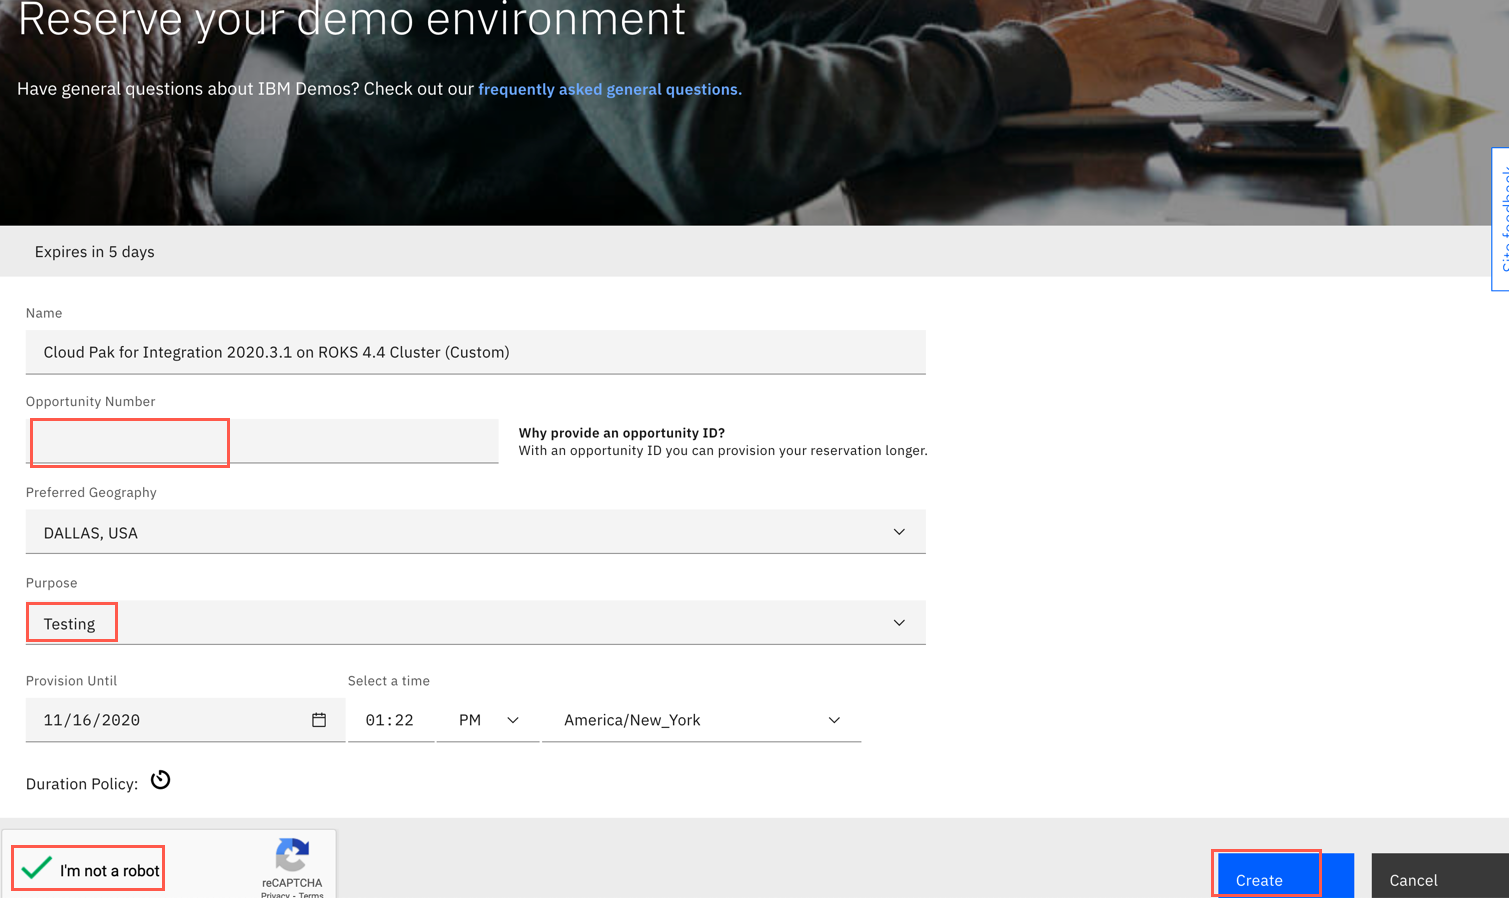 Reserve your demo environment
Have general questions about IBM Demos? Check out our frequently asked general questions.
Site feedback
Expires in 5 days
Name
Cloud Pak for Integration 2020.3.1 on ROKS 4.4 Cluster (Custom)
Opportunity Number
Why provide an opportunity ID?
With an opportunity ID you can provision your reservation longer.
Preferred Geography
DALLAS, USA
Purpose
Testing
Provision Until Select a time
11/16/2020 01:22 PM America/New_York
Duration Policy:
I'm not a robot
reCAPTCHA
Privacy - Terms
Create Cancel